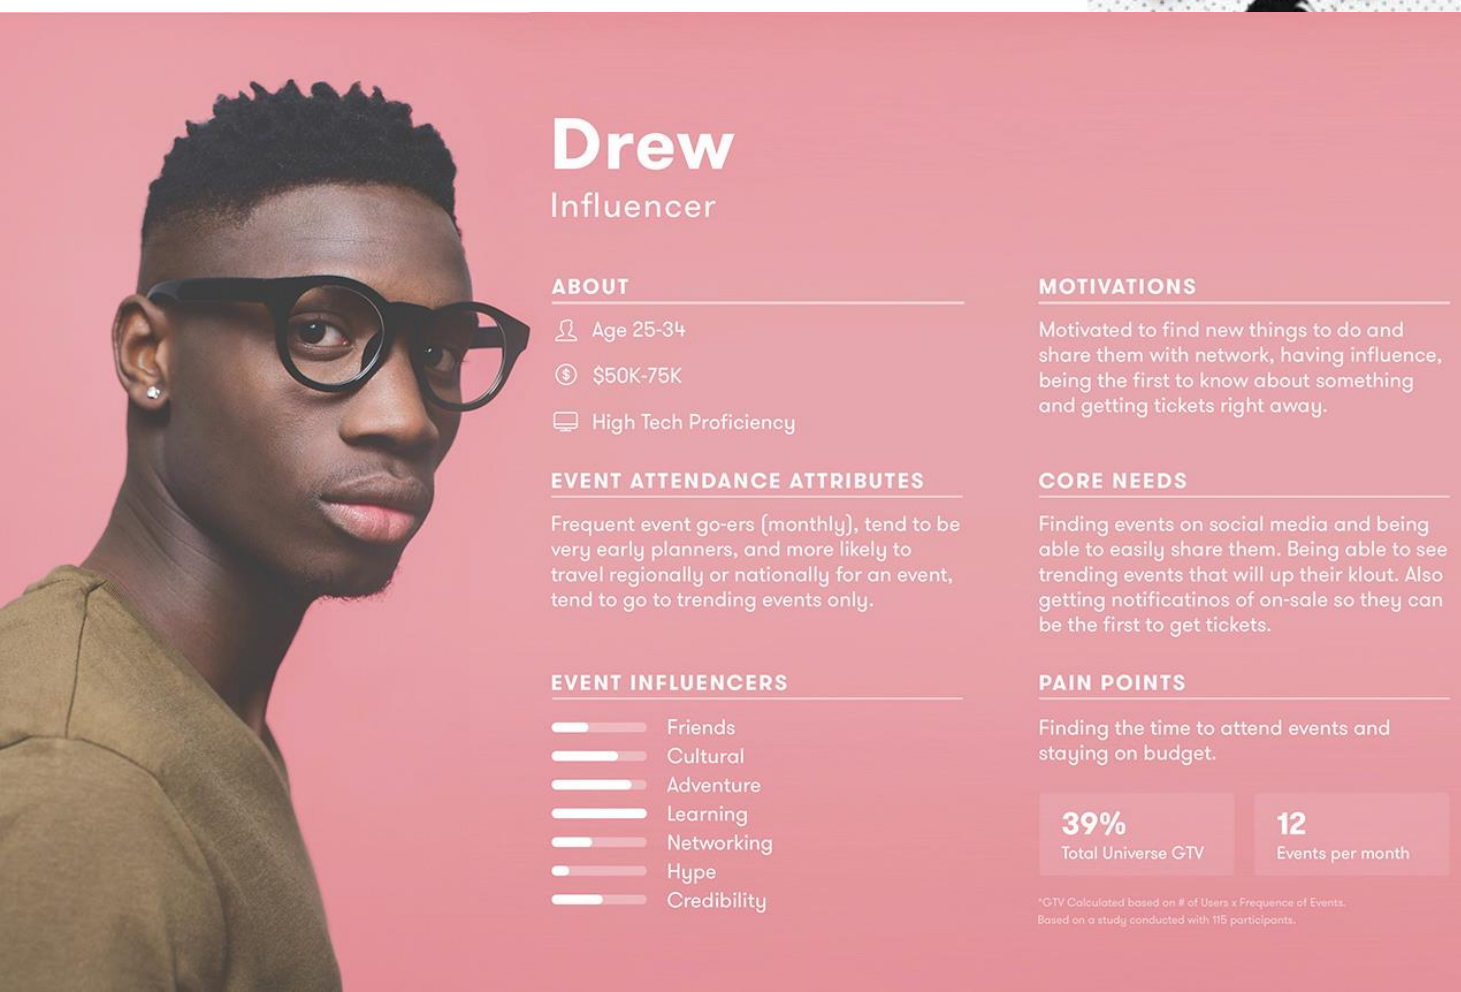 Drew
Influencer
ABOUT
Age 25-34
$50K-75K
High Tech Proficiency
EVENT ATTENDANCE ATTRIBUTES
Frequent event go-ers (monthly), tend to be
very early planners, and more likely to
travel regionally or nationally for an event,
tend to go to trending events only.
EVENT INFLUENCERS
Friends
Cultural
Adventure
Learning
Networking
Hype
Credibility
MOTIVATIONS
Motivated to find new things to do and
share them with network, having influence,
being the first to know about something
and getting tickets right away.
CORE NEEDS
Finding events on social media and being
able to easily share them. Being able to see
trending events that will up their klout. Also
getting notificatinos of on-sale so they can
be the first to get tickets.
PAIN POINTS
Finding the time to attend events and
staying on budget.
39%
Total Universe GTV
12
Events per month
*GTV Calculated based on # of Users x Frequence of Events.
Based on a study conducted with 115 participants.